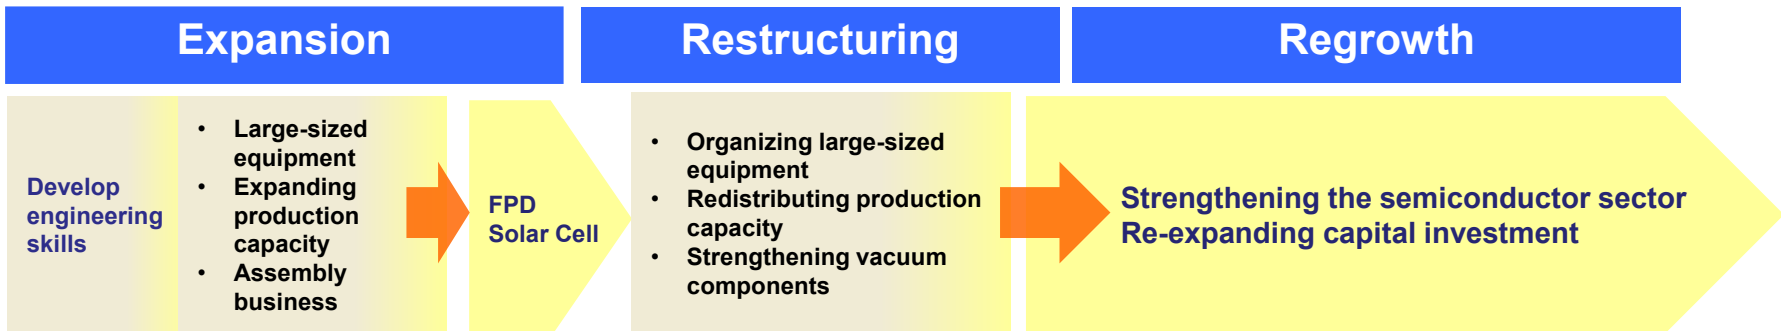 Expansion
Restructuring
Regrowth
Develop
engineering
skills
• Large-sized
equipment
• Expanding
production
capacity
• Assembly
business
FPD
Solar Cell
• Organizing large-sized
equipment
• Redistributing production
capacity
• Strengthening vacuum
components
Strengthening the semiconductor sector
Re-expanding capital investment